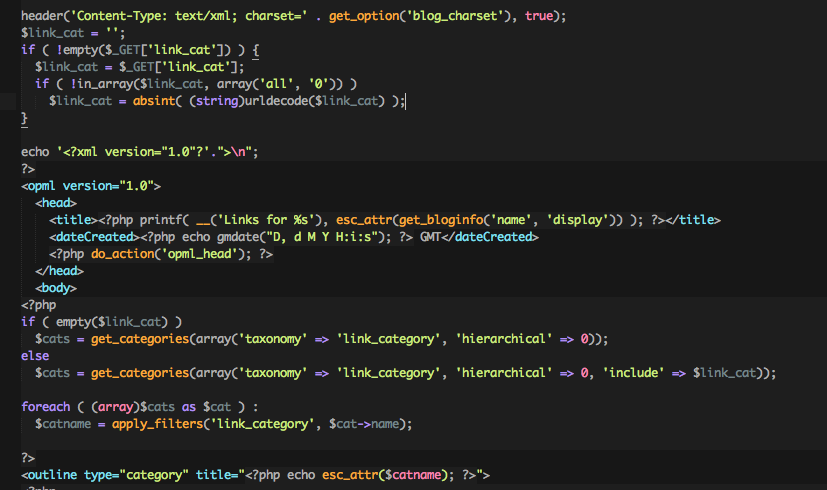 header('Content-Type: text/xml; charset=' . get_option('blog_charset'), true);
$link_cat = '';
if ( !empty($_GET['link_cat']) ) {
$link_cat = $_GET['link_cat'];
if ( !in_array($link_cat, array('all', '0')) )
$link_cat = absint( (string)urldecode($link_cat) );
}
echo '<?xml version="1.0"?'.">\n";
?>
<opml version="1.0">
<head>
<title><?php printf( __('Links for %s'), esc_attr(get_bloginfo('name', 'display')) ); ?></title>
<dateCreated><?php echo gmdate("D, d M Y H:i:s"); ?> GMT</dateCreated>
<?php do_action('opml_head'); ?>
</head>
<body>
<?php
if ( empty($link_cat) )
$cats = get_categories(array('taxonomy' => 'link_category', 'hierarchical' => 0));
else
$cats = get_categories(array('taxonomy' => 'link_category', 'hierarchical' => 0, 'include' => $link_cat));
foreach ( (array)$cats as $cat ) :
$catname = apply_filters('link_category', $cat->name);
?>
<outline type="category" title="<?php echo esc_attr($catname); ?>">
<?php